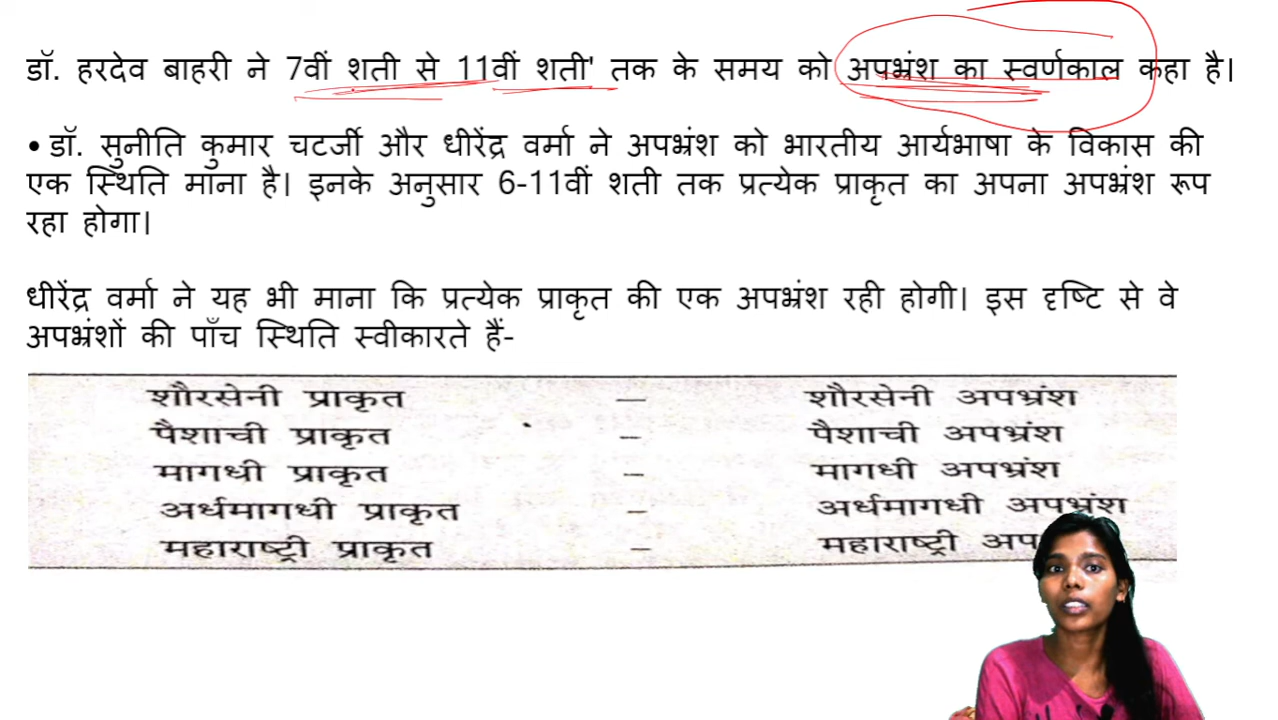 डॉ. हरदेव बाहरी ने 7वीं शती से 11वीं शती' तक के समय को अपभ्रंश का स्वर्णकाल कहा है।
• डॉ. सुनीति कुमार चटर्जी और धीरेंद्र वर्मा ने अपभ्रंश को भारतीय आर्यभाषा के विकास की
एक स्थिति माना है। इनके अनुसार 6-11वीं शती तक प्रत्येक प्राकृत का अपना अपभ्रंश रूप
रहा होगा।
धीरेंद्र वर्मा ने यह भी माना कि प्रत्येक प्राकृत की एक अपभ्रंश रही होगी। इस दृष्टि से वे
अपभ्रंशों की पाँच स्थिति स्वीकारते हैं-
शौरसेनी प्राकृत – शौरसेनी अपभ्रंश
पैशाची प्राकृत – पैशाची अपभ्रंश
मागधी प्राकृत – मागधी अपभ्रंश
अर्धमागधी प्राकृत – अर्धमागधी अपभ्रंश
महाराष्ट्री प्राकृत – महाराष्ट्री